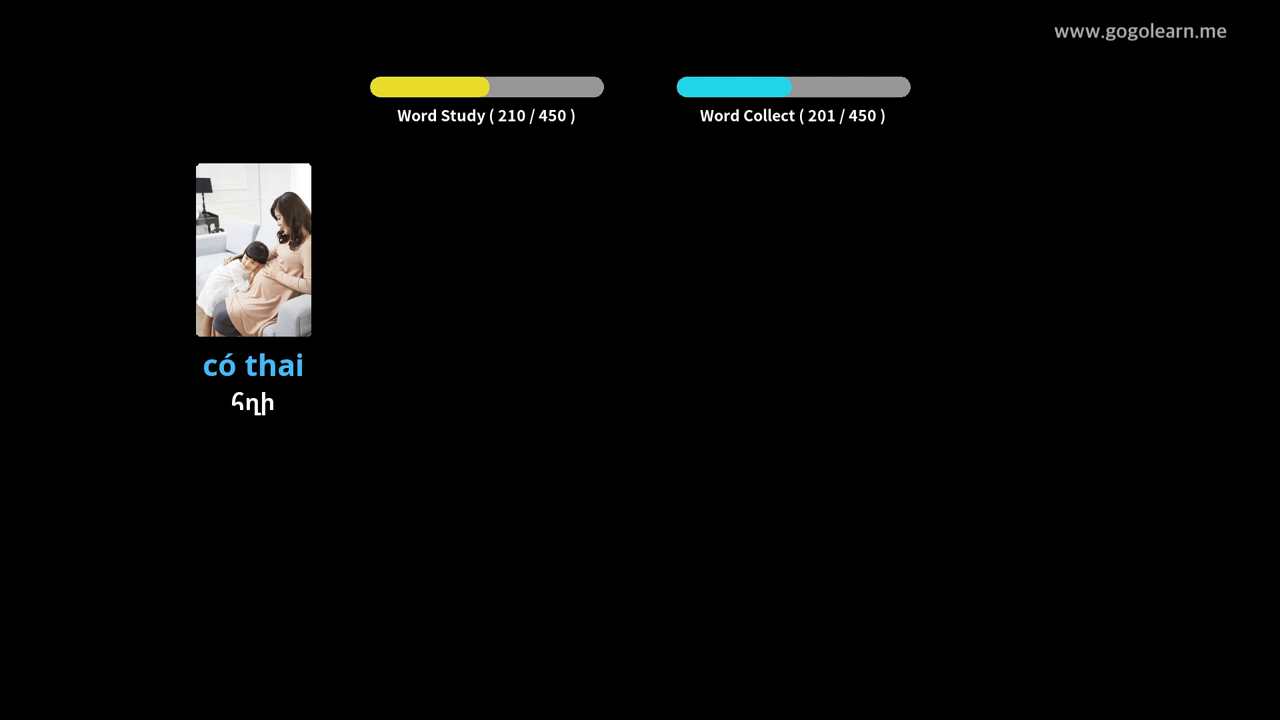 www.gogolearn.me
Word Study ( 210 / 450 )
Word Collect ( 201 / 450 )
có thai
հղի